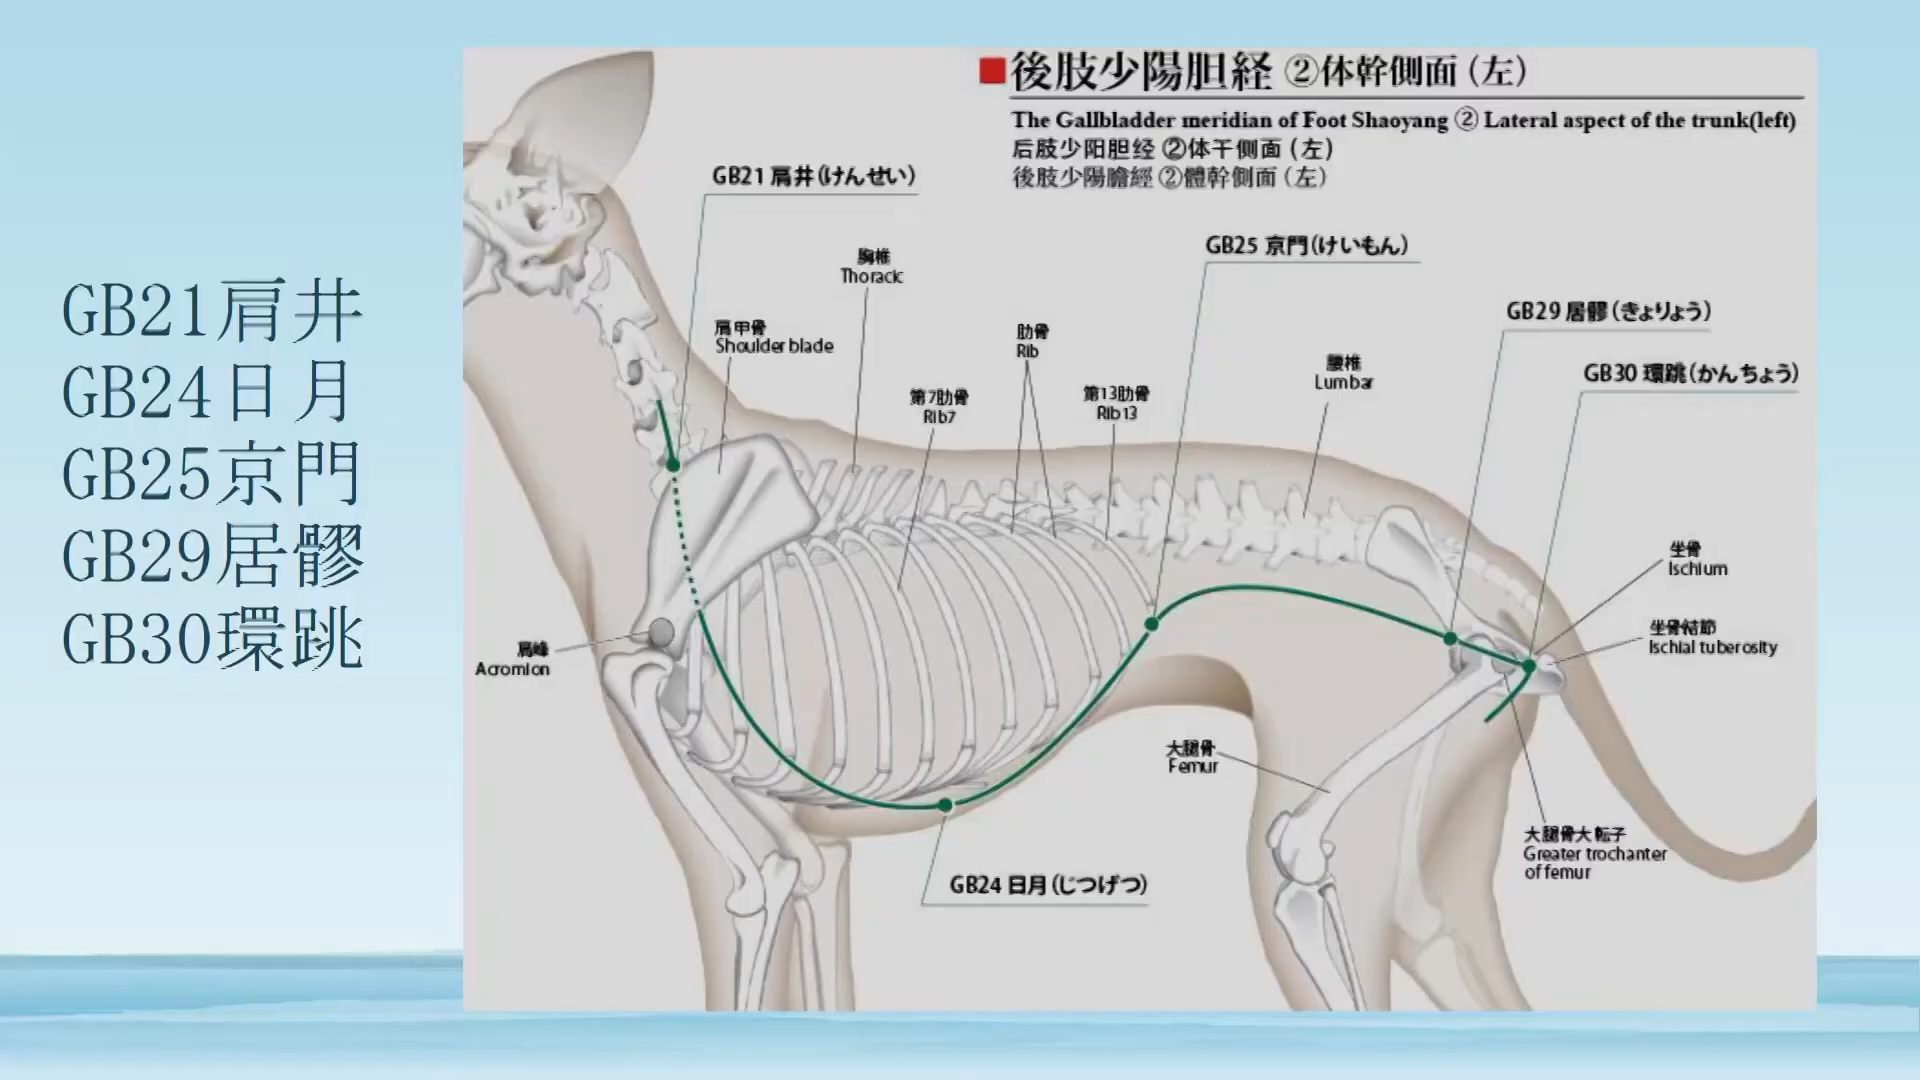 GB21肩井
GB24日月
GB25京門
GB29居髎
GB30環跳
後肢少陽胆経 ②体幹側面（左）
The Gallbladder meridian of Foot Shaoyang ② Lateral aspect of the trunk(left)
后肢少阳胆经 ②体干侧面（左）
後肢少陽膽經 ②體幹側面（左）
GB21 肩井（けんせい）
GB25 京門（けいもん）
胸椎
Thoracic
GB29 居髎（きょりょう）
肩甲骨
Shoulder blade
肋骨
Rib
腰椎
Lumbar
GB30 環跳（かんちょう）
第7肋骨
Rib7
第13肋骨
Rib13
坐骨
Ischium
坐骨結節
Ischial tuberosity
肩峰
Acromion
大腿骨
Femur
大腿骨大転子
Greater trochanter
of femur
GB24 日月（じつげつ）